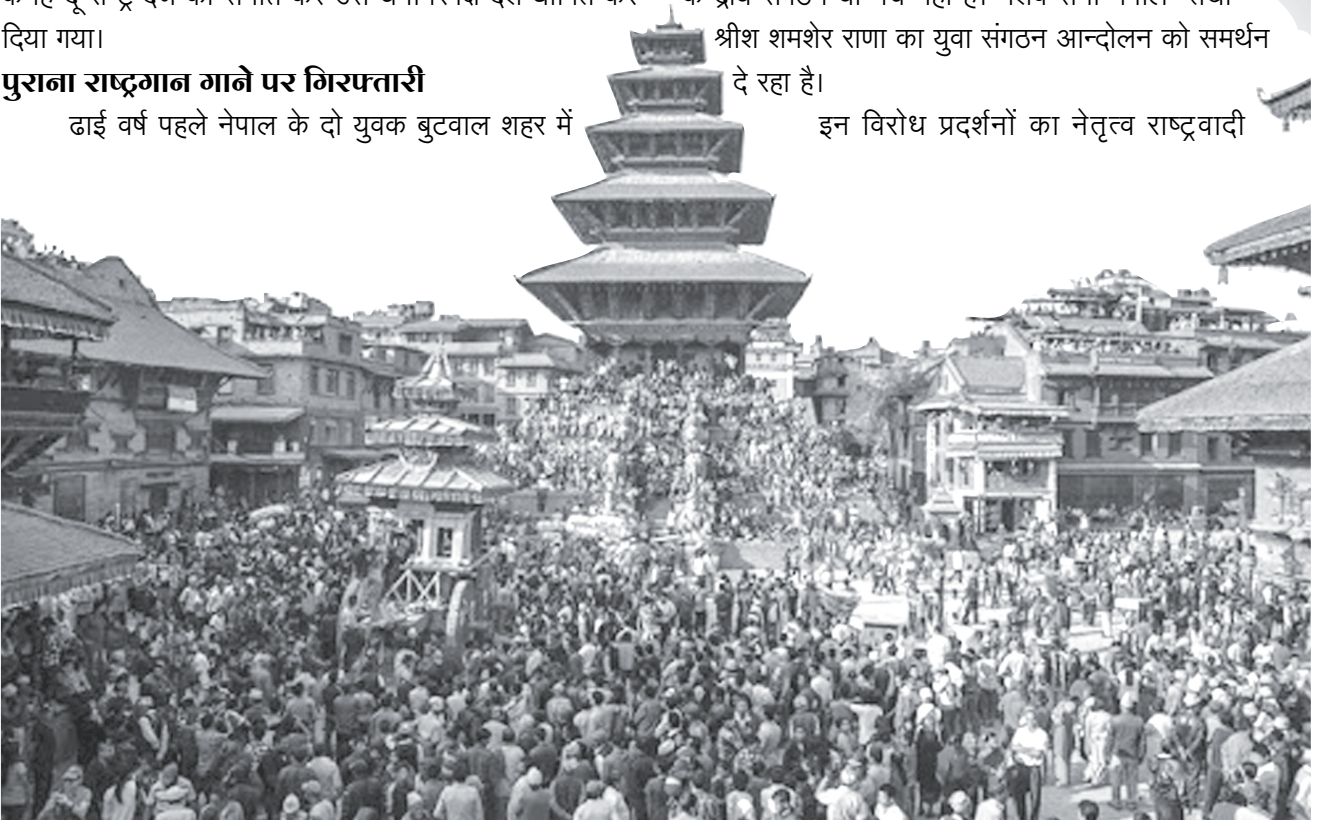 दिया गया।
पुराना राष्ट्रगान गाने पर गिरफ्तारी
ढाई वर्ष पहले नेपाल के दो युवक बुटवाल शहर में
श्रीश शमशेर राणा का युवा संगठन आन्दोलन को समर्थन
दे रहा है।
इन विरोध प्रदर्शनों का नेतृत्व राष्ट्रवादी